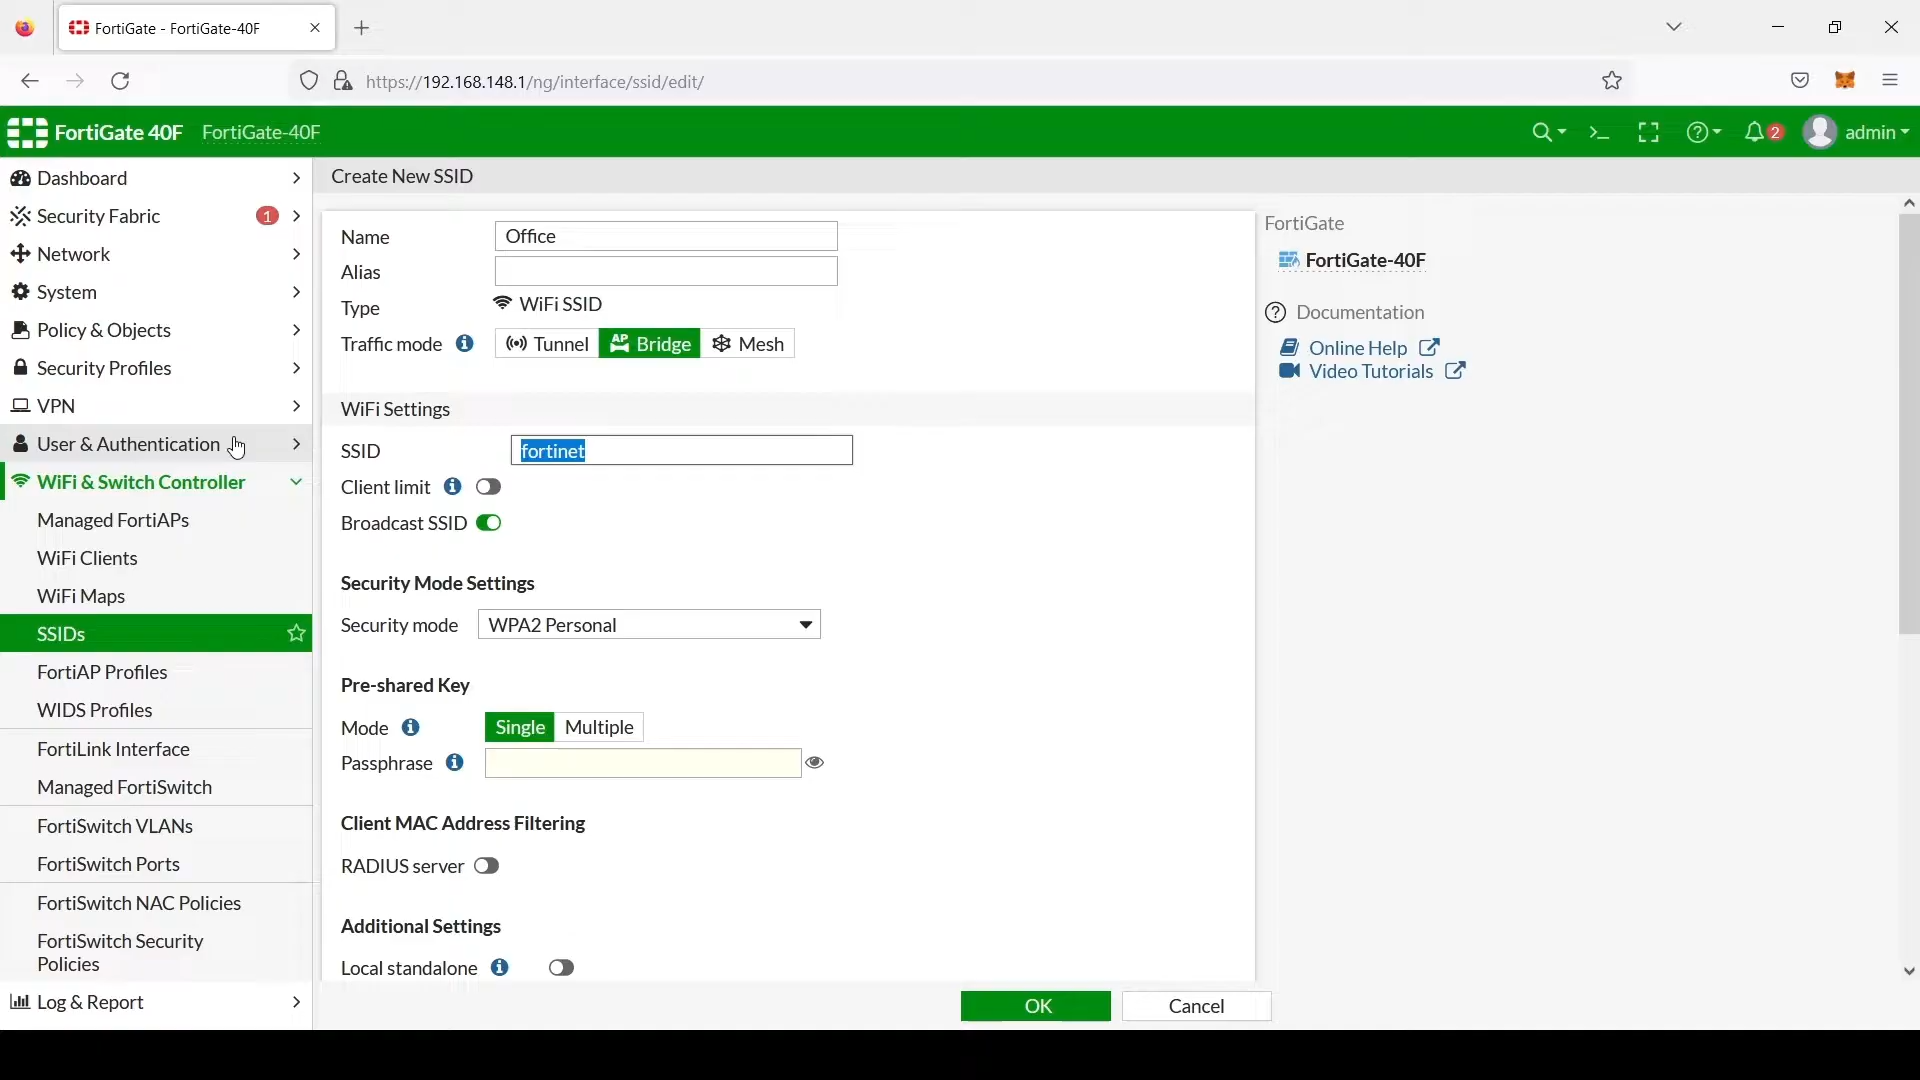 FortiGate - FortiGate-40F
https://192.168.148.1/ng/interface/ssid/edit/
FortiGate 40F FortiGate-40F
2 admin
Dashboard
Security Fabric 1
Network
System
Policy & Objects
Security Profiles
VPN
User & Authentication
WiFi & Switch Controller
Managed FortiAPs
WiFi Clients
WiFi Maps
SSIDs
FortiAP Profiles
WIDS Profiles
FortiLink Interface
Managed FortiSwitch
FortiSwitch VLANs
FortiSwitch Ports
FortiSwitch NAC Policies
FortiSwitch Security
Policies
Log & Report
Create New SSID
Name Office
Alias
Type WiFi SSID
Traffic mode Tunnel AP Bridge Mesh
WiFi Settings
SSID fortinet
Client limit
Broadcast SSID
Security Mode Settings
Security mode WPA2 Personal
Pre-shared Key
Mode Single Multiple
Passphrase
Client MAC Address Filtering
RADIUS server
Additional Settings
Local standalone
OK Cancel
FortiGate
FortiGate-40F
Documentation
Online Help
Video Tutorials